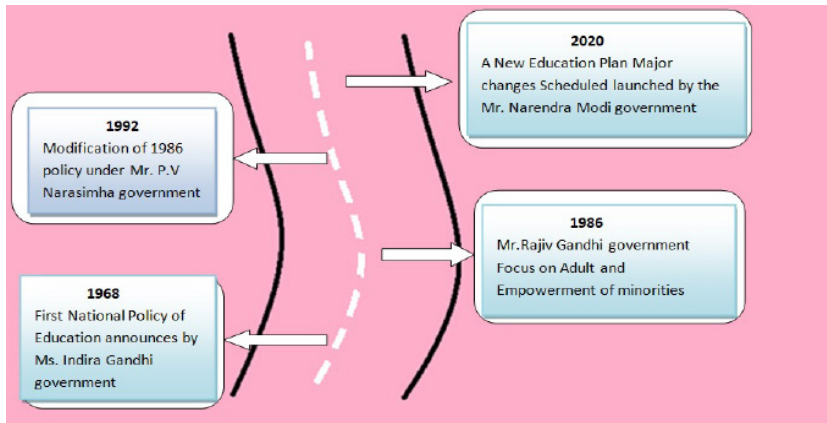 2020
A New Education Plan Major
changes Scheduled launched by the
Mr. Narendra Modi government
1992
Modification of 1986
policy under Mr. P.V
Narasimha government
1986
Mr.Rajiv Gandhi government
Focus on Adult and
Empowerment of minorities
1968
First National Policy of
Education announces by
Ms. Indira Gandhi
government